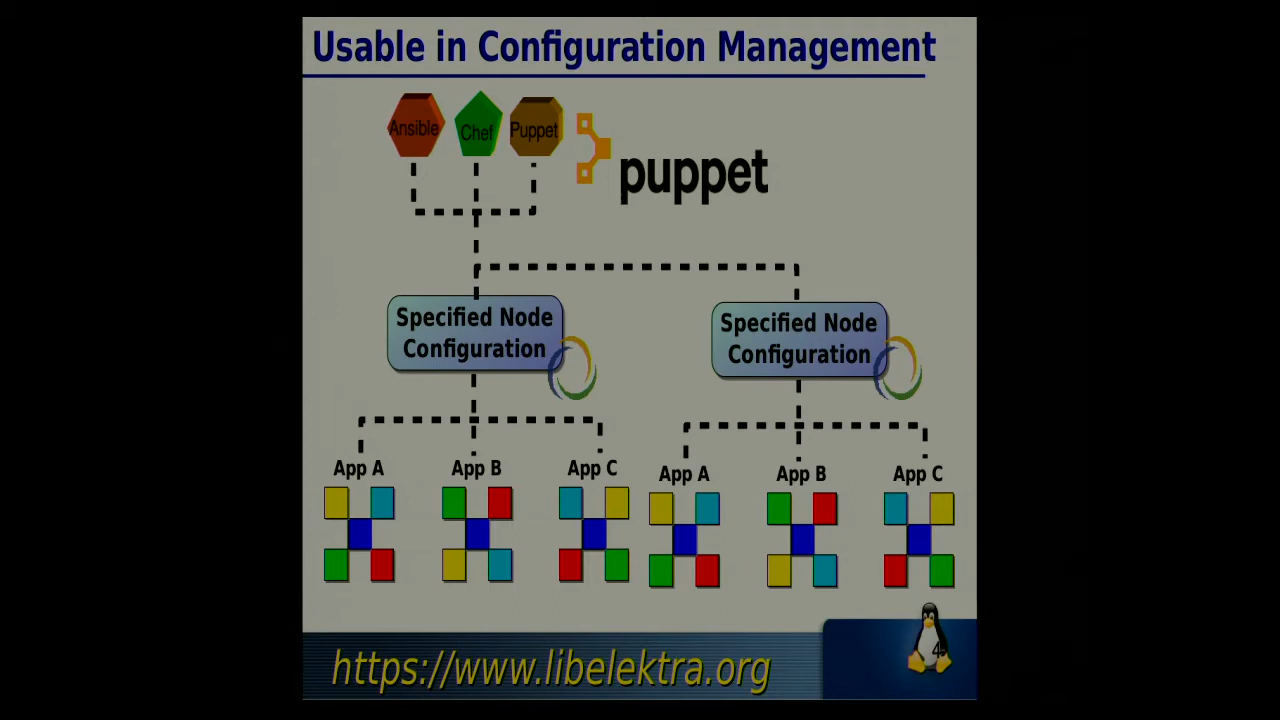 Usable in Configuration Management
Ansible Chef Puppet
puppet
Specified Node
Configuration
Specified Node
Configuration
App A App B App C
App A App B App C
https://www.libelektra.org